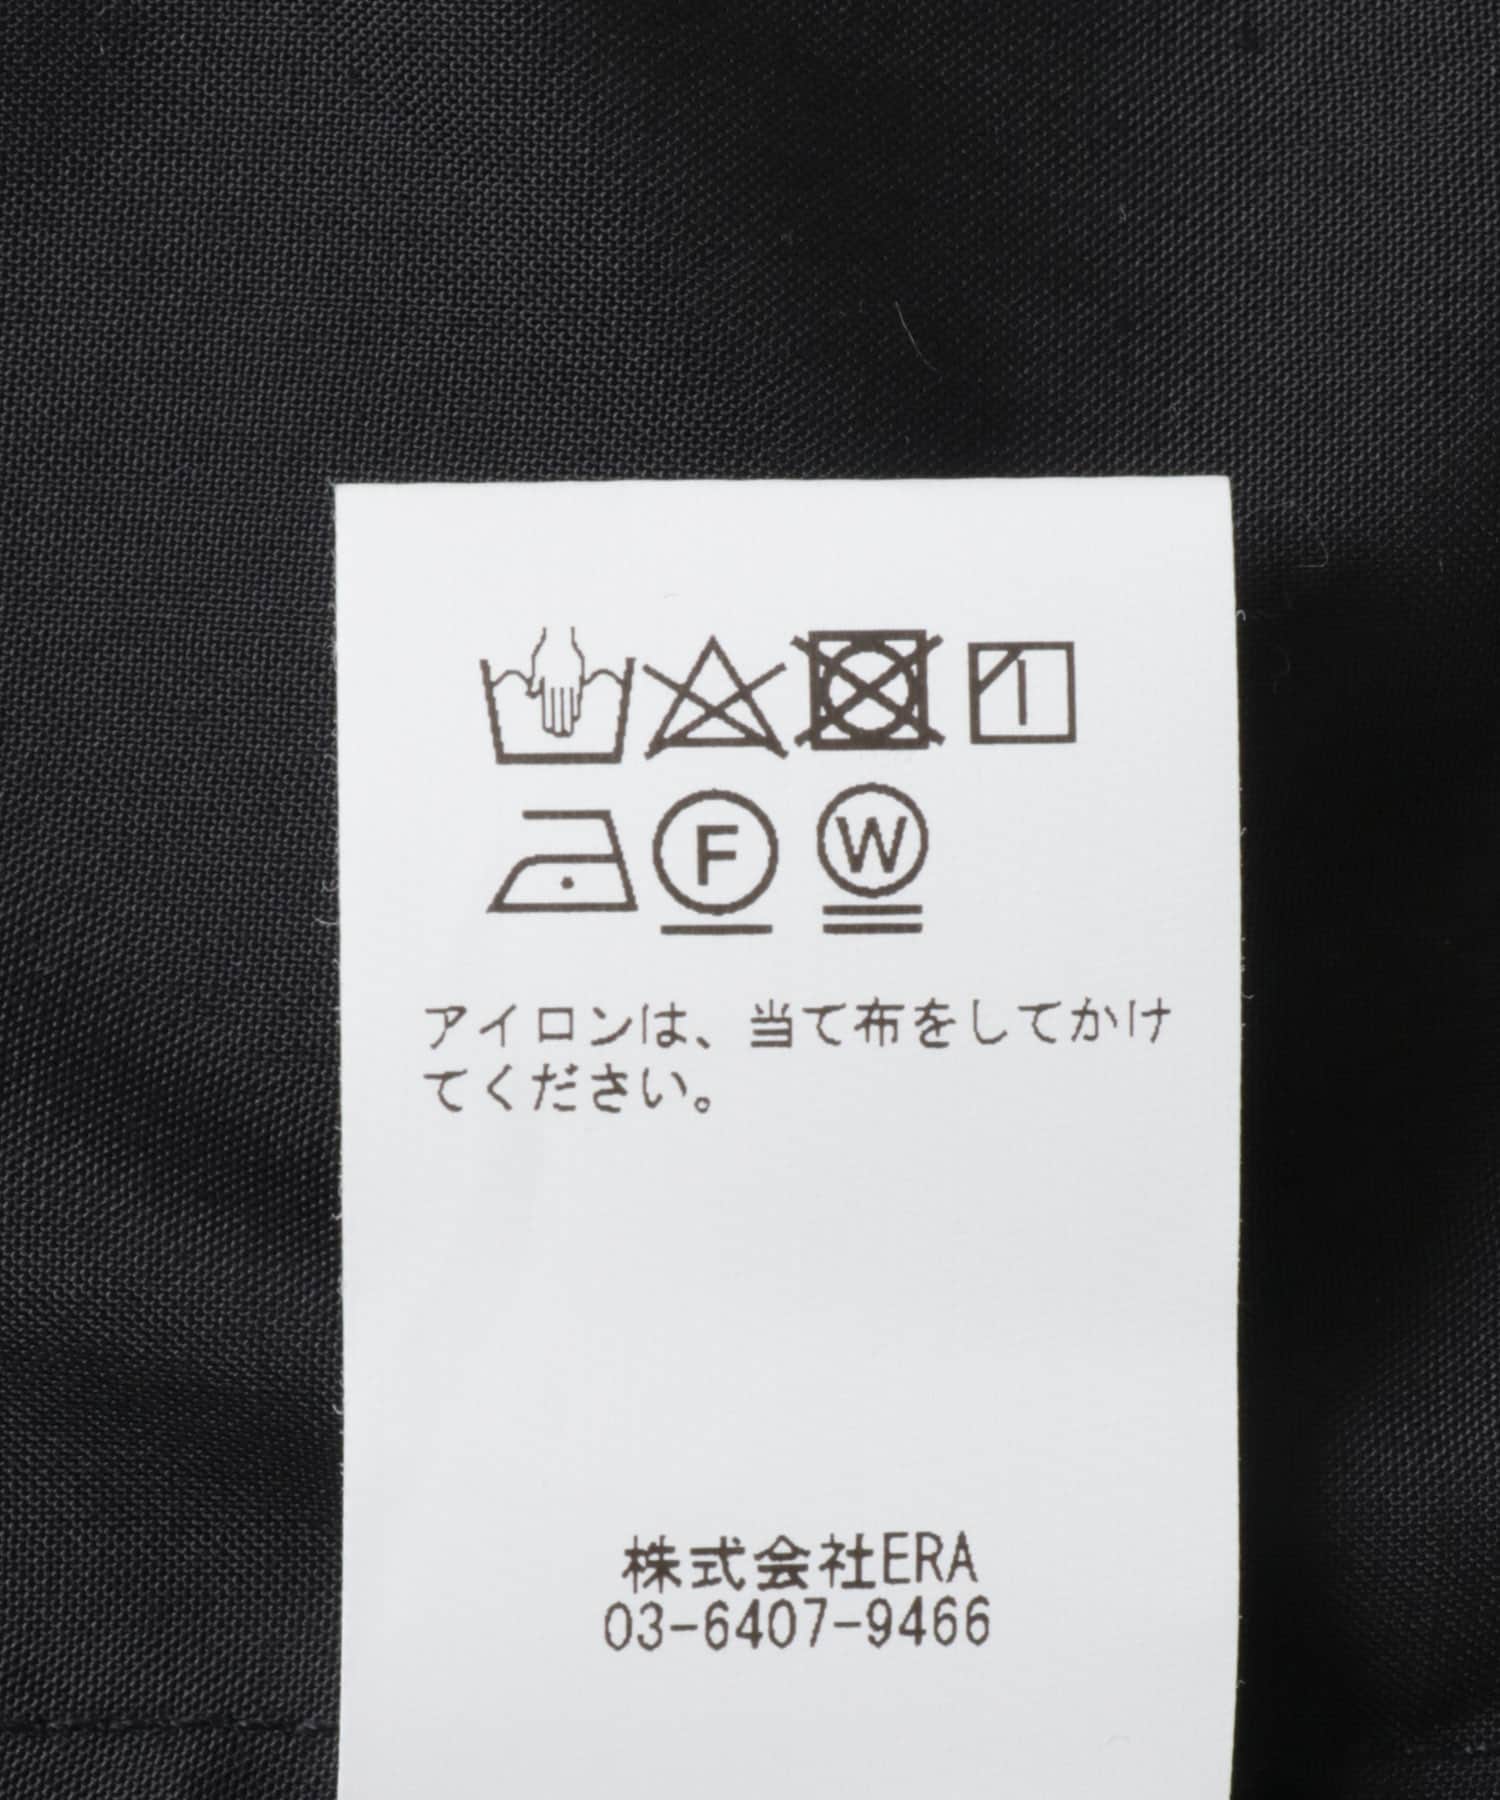 F W
アイロンは、当て布をしてかけ
てください。
株式会社ERA
03-6407-9466